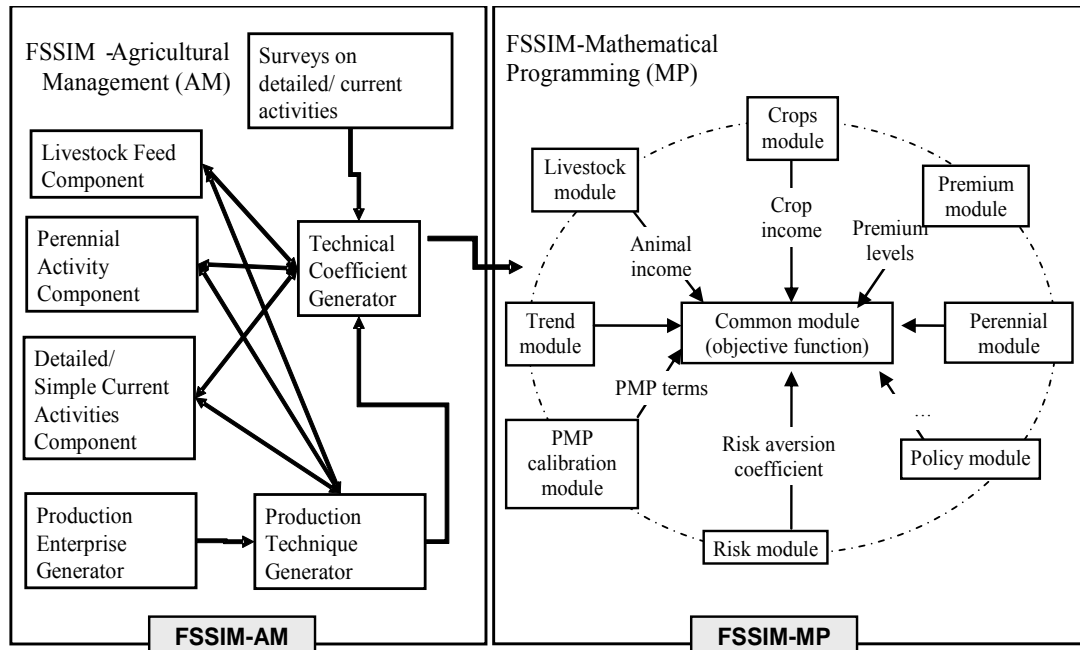 FSSIM -Agricultural
Management (AM)
Surveys on
detailed/ current
activities
Livestock Feed
Component
Perennial
Activity
Component
Technical
Coefficient
Generator
Detailed/
Simple Current
Activities
Component
Production
Enterprise
Generator
Production
Technique
Generator
FSSIM-AM
FSSIM-Mathematical
Programming (MP)
Crops
module
Livestock
module
Premium
module
Crop
income
Animal
income
Premium
levels
Trend
module
Common module
(objective function)
Perennial
module
PMP terms
...
PMP
calibration
module
Risk aversion
coefficient
Policy module
Risk module
FSSIM-MP